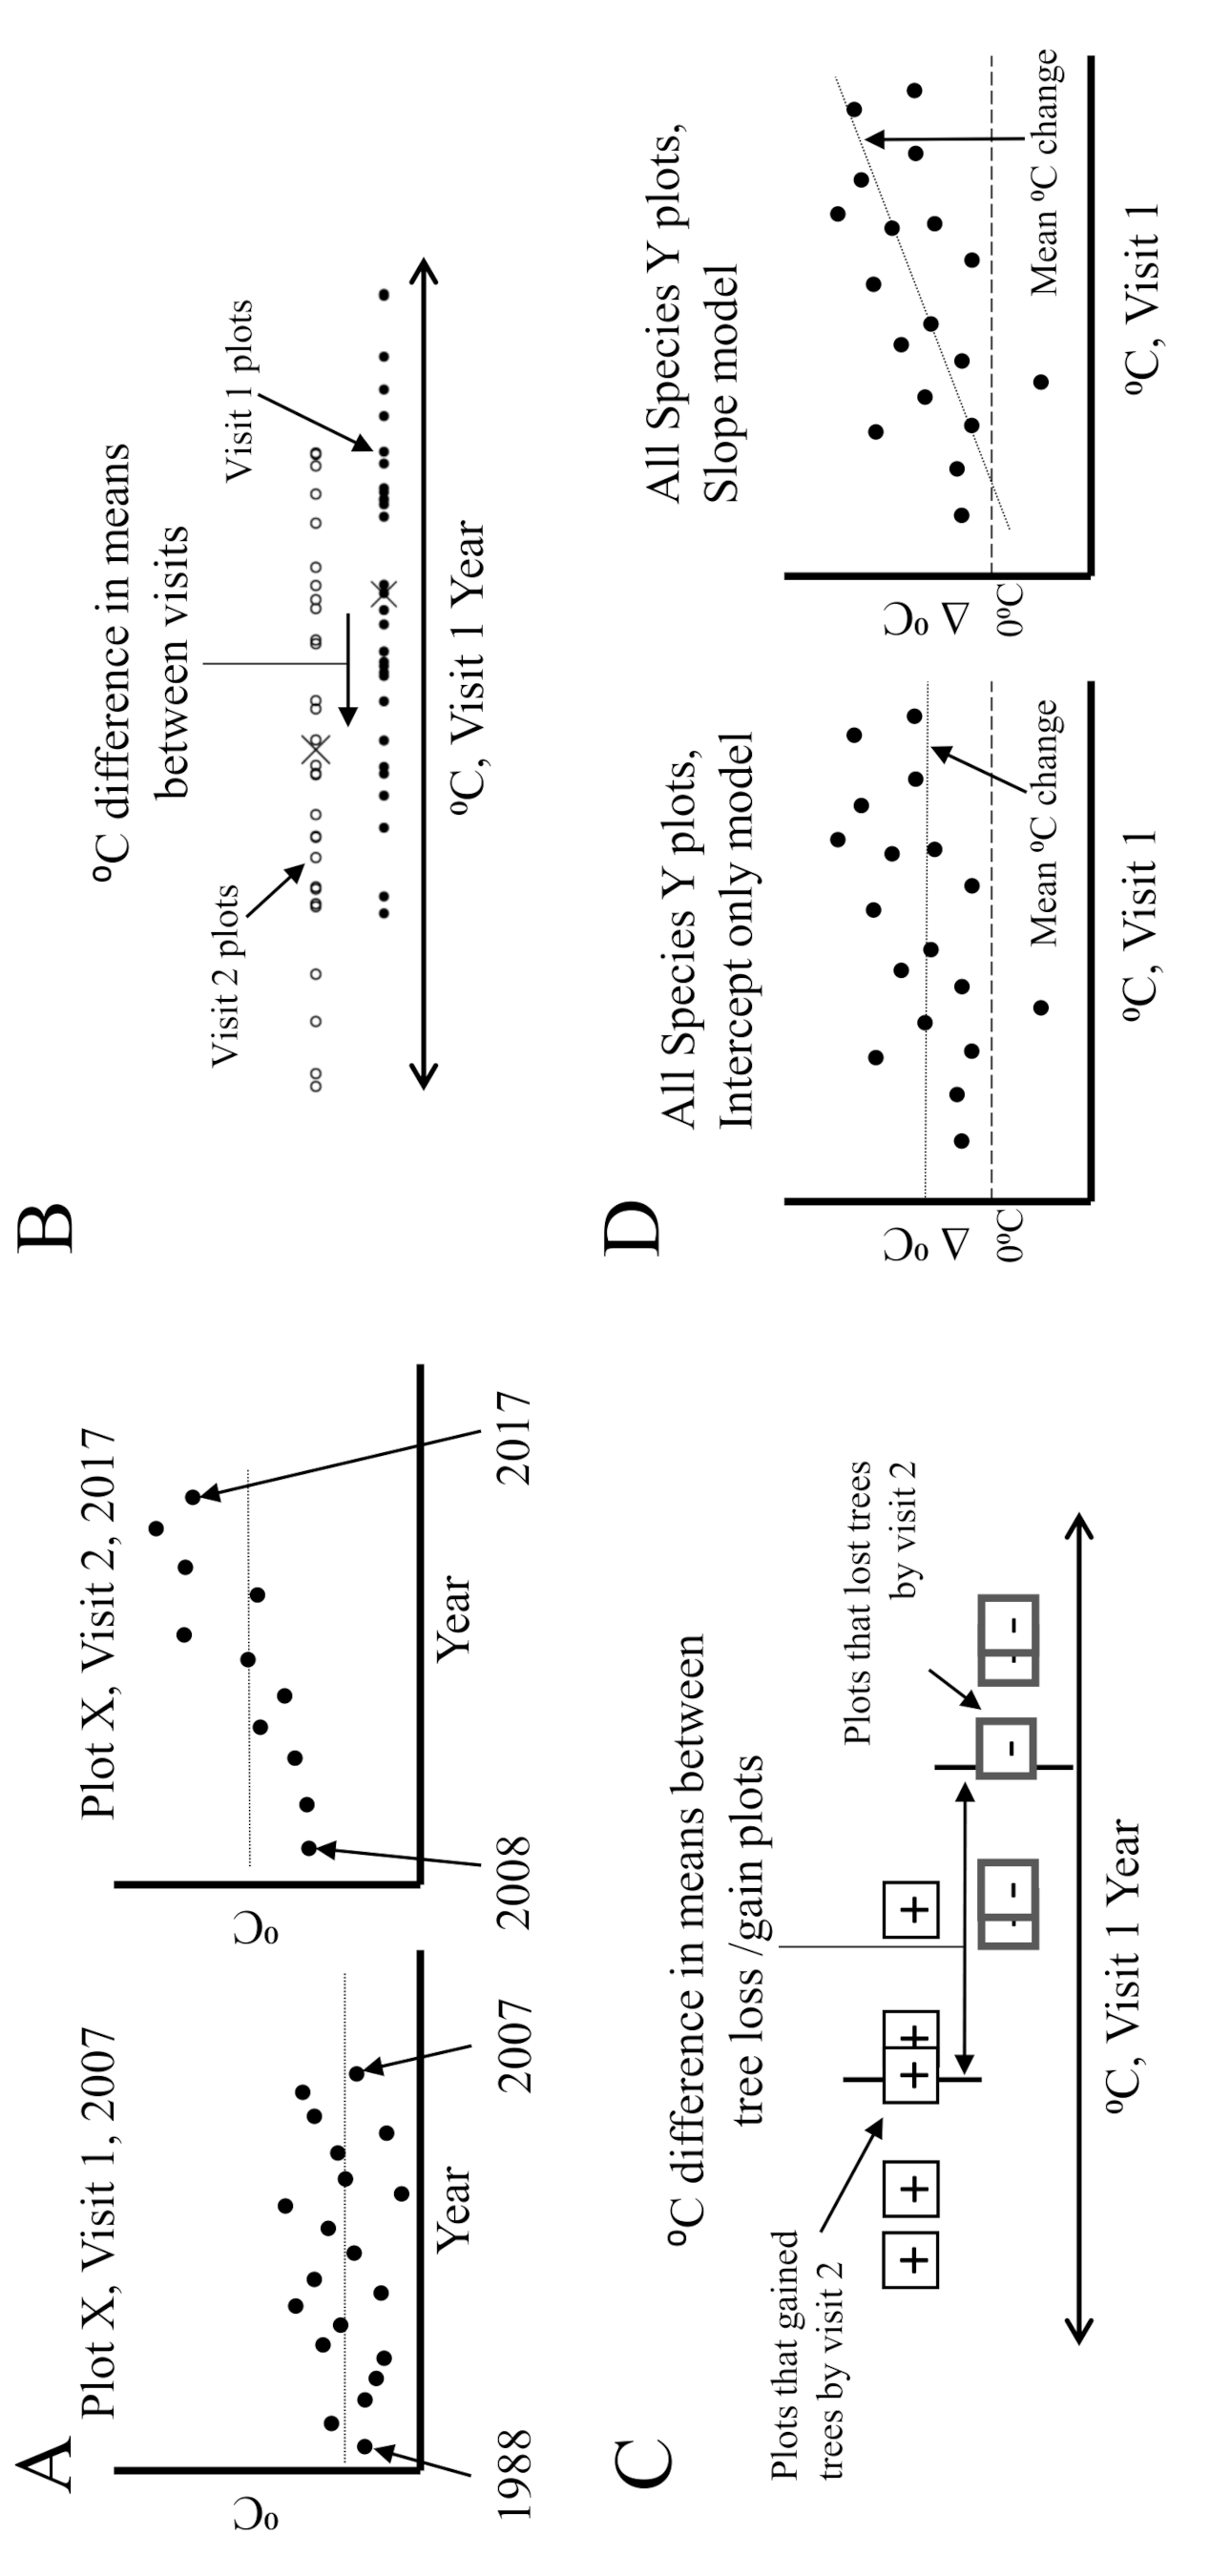 A
Plot X, Visit 1, 2007
ºC
Year
1988
2007
Plot X, Visit 2, 2017
ºC
Year
2008
2017
B
ºC difference in means
between visits
Visit 2 plots
Visit 1 plots
ºC, Visit 1 Year
C
ºC difference in means between
tree loss /gain plots
Plots that gained
trees by visit 2
Plots that lost trees
by visit 2
+
+
+
+
+
-
-
-
-
-
ºC, Visit 1 Year
D
All Species Y plots,
Intercept only model
Δ ºC
0ºC
Mean ºC change
ºC, Visit 1
All Species Y plots,
Slope model
Δ ºC
0ºC
Mean ºC change
ºC, Visit 1